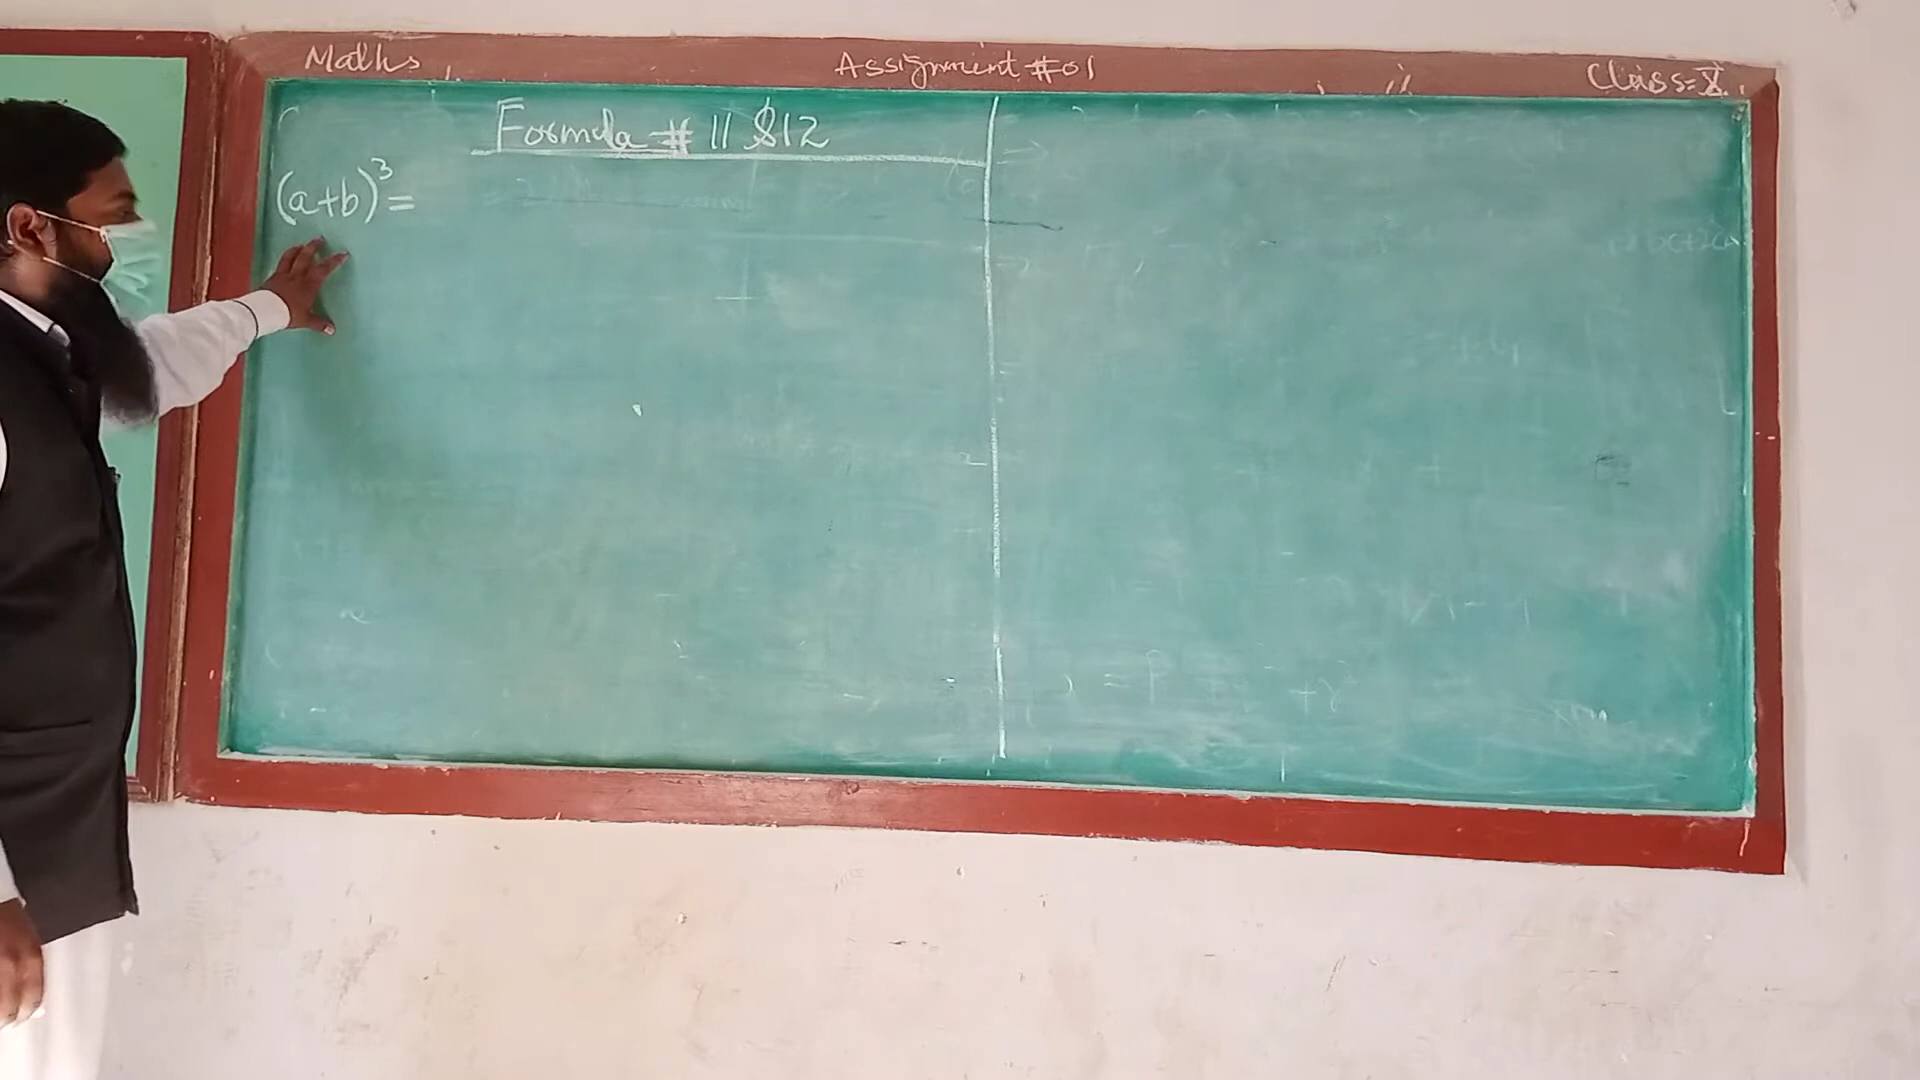 Maths Assignment #01 Class=X
Formula # 11 &12
(a+b)³=